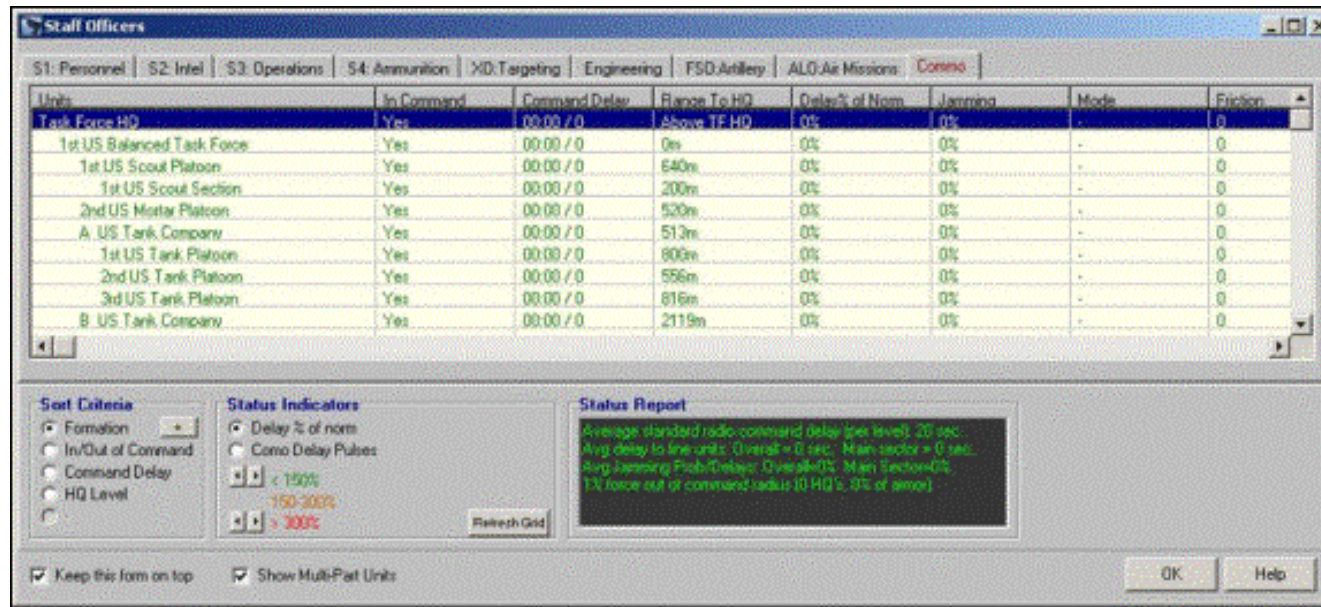 Staff Officers
S1: Personnel S2: Intel S3: Operations S4: Ammunition XO:Targeting Engineering FSO:Artillery ALO:Air Missions Commo
Units In Command Command Delay Range To HQ Delay% of Norm Jamming Mode Friction
Task Force HQ Yes 00:00 / 0 Above TF HQ 0% 0% - 0
1st US Balanced Task Force Yes 00:00 / 0 0m 0% 0% - 0
1st US Scout Platoon Yes 00:00 / 0 640m 0% 0% - 0
1st US Scout Section Yes 00:00 / 0 200m 0% 0% - 0
2nd US Mortar Platoon Yes 00:00 / 0 520m 0% 0% - 0
A US Tank Company Yes 00:00 / 0 513m 0% 0% - 0
1st US Tank Platoon Yes 00:00 / 0 800m 0% 0% - 0
2nd US Tank Platoon Yes 00:00 / 0 556m 0% 0% - 0
3rd US Tank Platoon Yes 00:00 / 0 816m 0% 0% - 0
B US Tank Company Yes 00:00 / 0 2119m 0% 0% - 0
Sort Criteria
Formation +
In/Out of Command
Command Delay
HQ Level
Status Indicators
Delay % of norm
Como Delay Pulses
< 150%
150-300%
> 300%
Refresh Grid
Status Report
Average standard radio command delay (per level): 20 sec.
Avg delay to line units: Overall = 0 sec, Main sector = 0 sec.
Avg Jamming Prob/Delays: Overall=0% Main Sector=0%
1% force out of command radius (0 HQ's, 0% of armor)
Keep this form on top Show Multi-Part Units OK Help